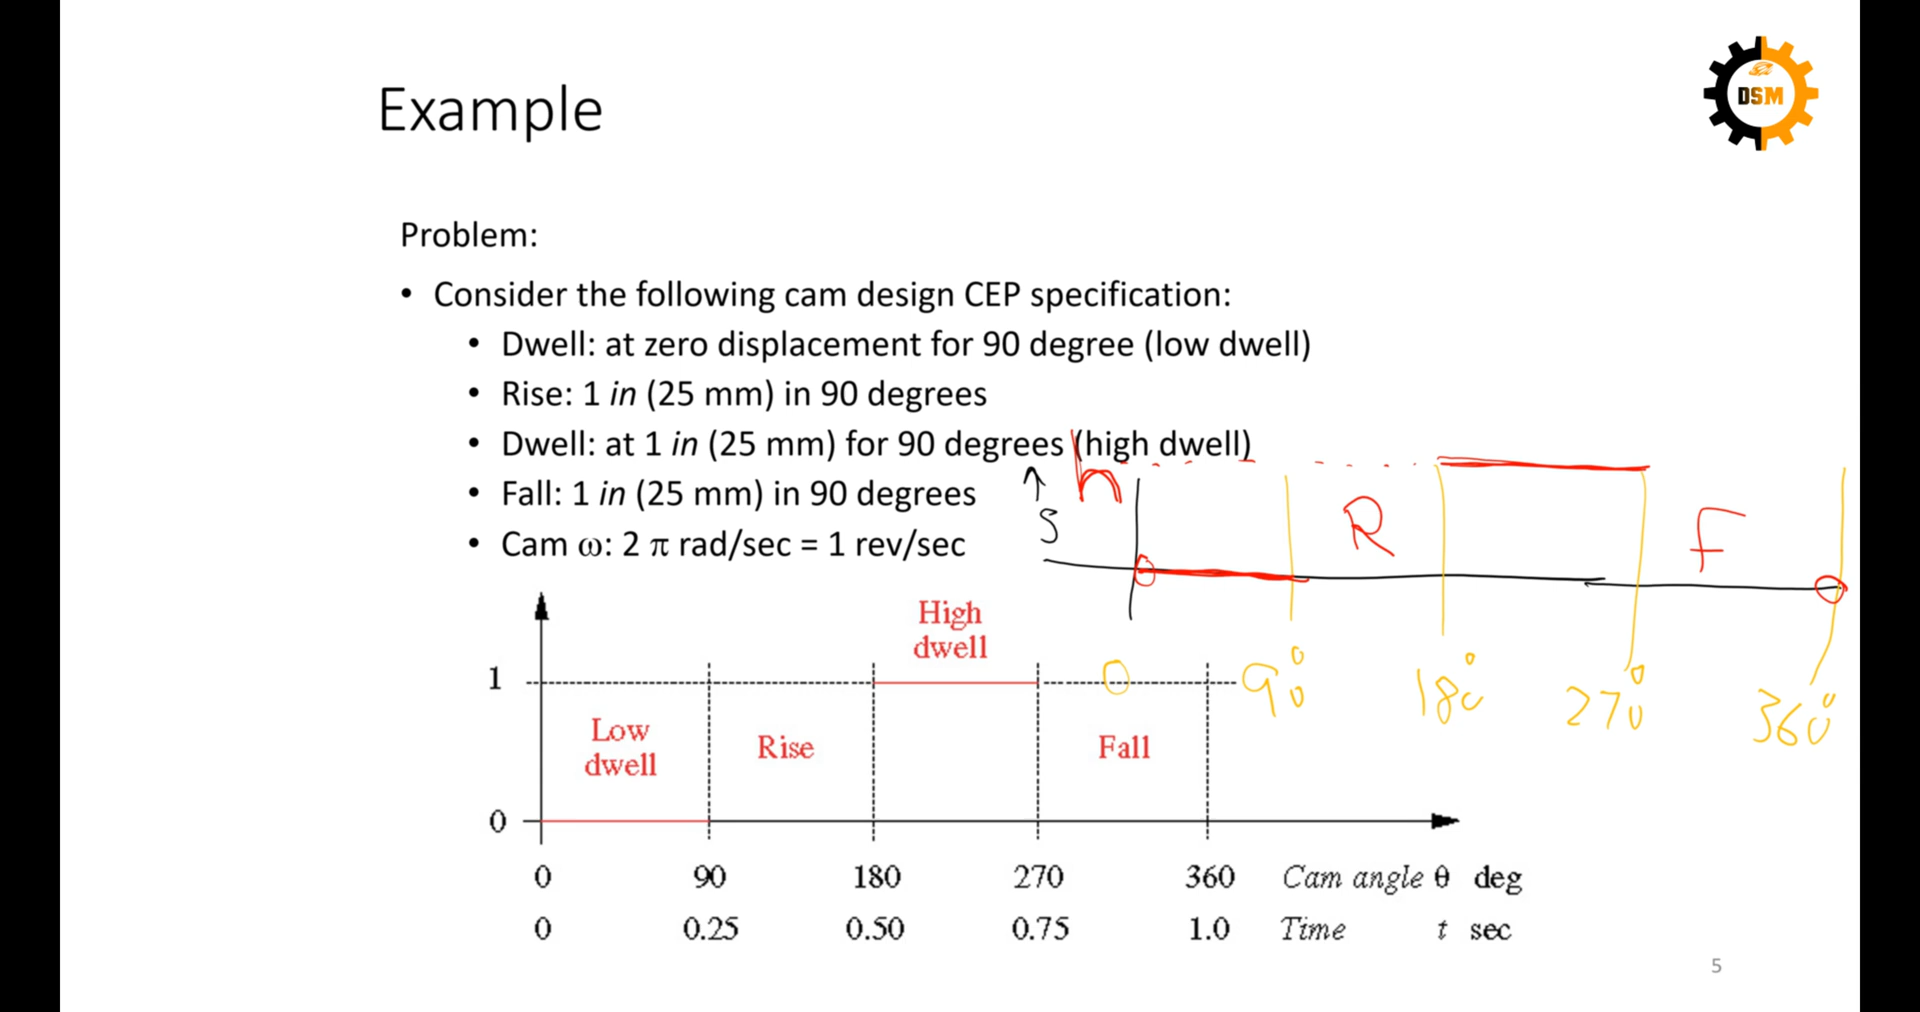 DSM
Example
Problem:
• Consider the following cam design CEP specification:
• Dwell: at zero displacement for 90 degree (low dwell)
• Rise: 1 in (25 mm) in 90 degrees
• Dwell: at 1 in (25 mm) for 90 degrees (high dwell)
• Fall: 1 in (25 mm) in 90 degrees
• Cam ω: 2 π rad/sec = 1 rev/sec
h
S
R
F
0 90° 180° 270° 360°
High
dwell
1
Low
dwell
Rise
Fall
0
0 90 180 270 360 Cam angle θ deg
0 0.25 0.50 0.75 1.0 Time t sec
5